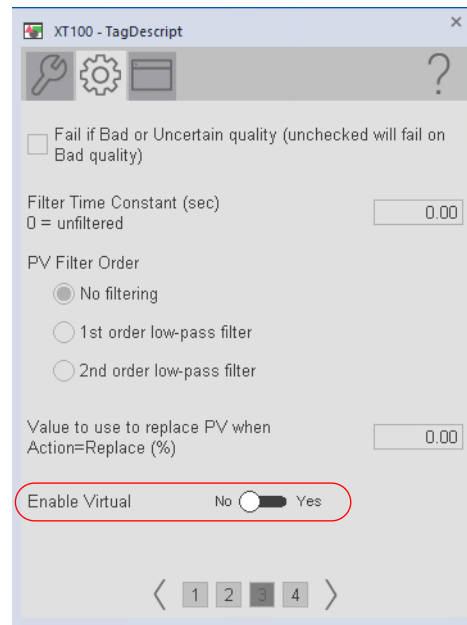 XT100 - TagDescript
×
?
Fail if Bad or Uncertain quality (unchecked will fail on
Bad quality)
Filter Time Constant (sec)
0 = unfiltered
0.00
PV Filter Order
No filtering
1st order low-pass filter
2nd order low-pass filter
Value to use to replace PV when
Action=Replace (%)
0.00
Enable Virtual No Yes
1 2 3 4